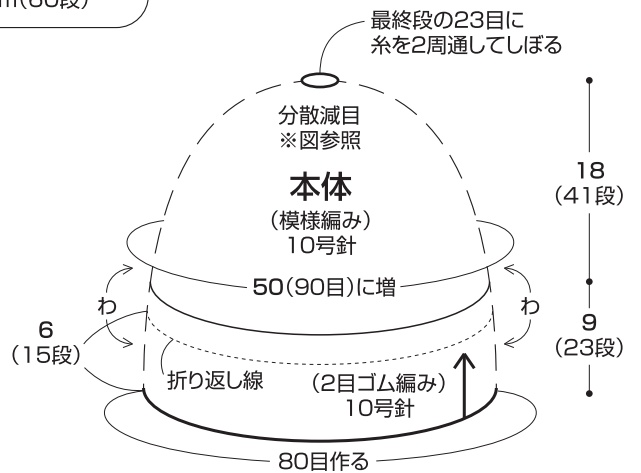 m(60段)
最終段の23目に
糸を2周通してしぼる
分散減目
※図参照
本体
(模様編み)
10号針
18
(41段)
50(90目)に増
わ
わ
6
(15段)
9
(23段)
折り返し線
(2目ゴム編み)
10号針
80目作る